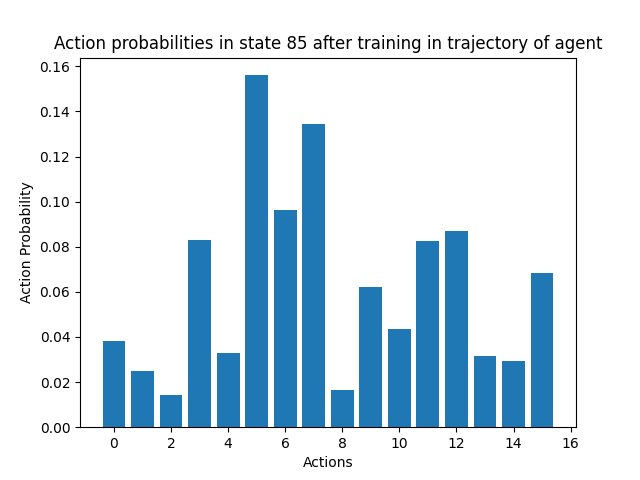 Action probabilities in state 85 after training in trajectory of agent
0.16
0.14
0.12
0.10
0.08
0.06
0.04
0.02
0.00
Action Probability
0 2 4 6 8 10 12 14 16
Actions